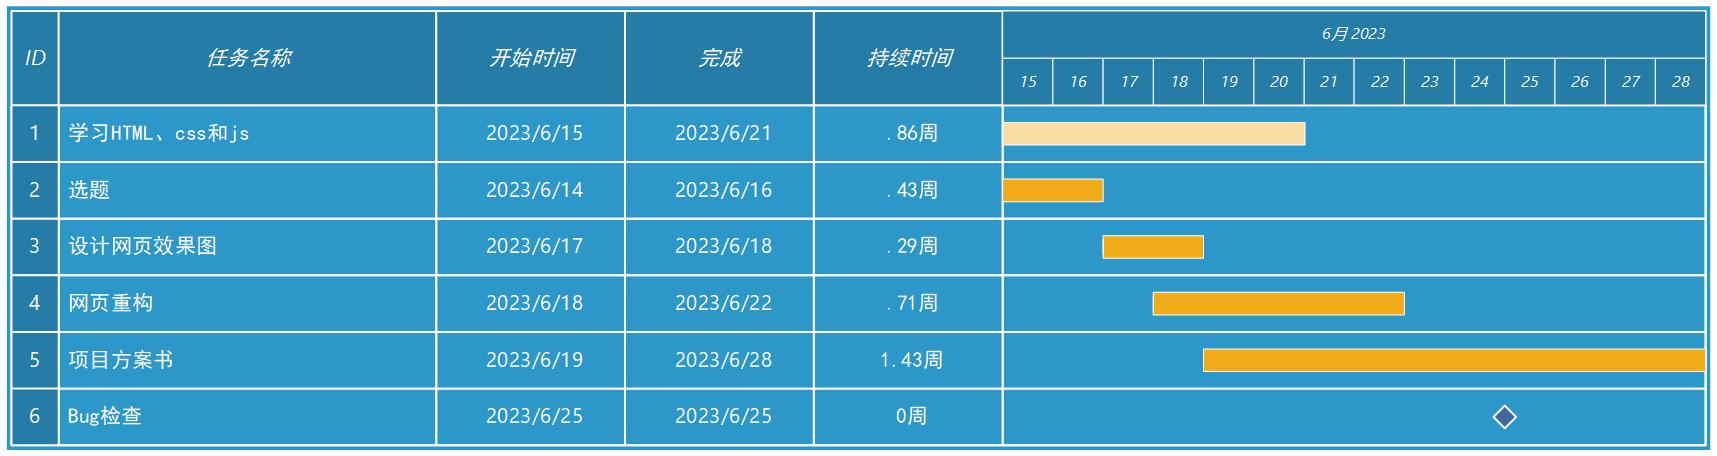 ID 任务名称 开始时间 完成 持续时间 6月 2023
15 16 17 18 19 20 21 22 23 24 25 26 27 28
1 学习HTML、css和js 2023/6/15 2023/6/21 .86周
2 选题 2023/6/14 2023/6/16 .43周
3 设计网页效果图 2023/6/17 2023/6/18 .29周
4 网页重构 2023/6/18 2023/6/22 .71周
5 项目方案书 2023/6/19 2023/6/28 1.43周
6 Bug检查 2023/6/25 2023/6/25 0周